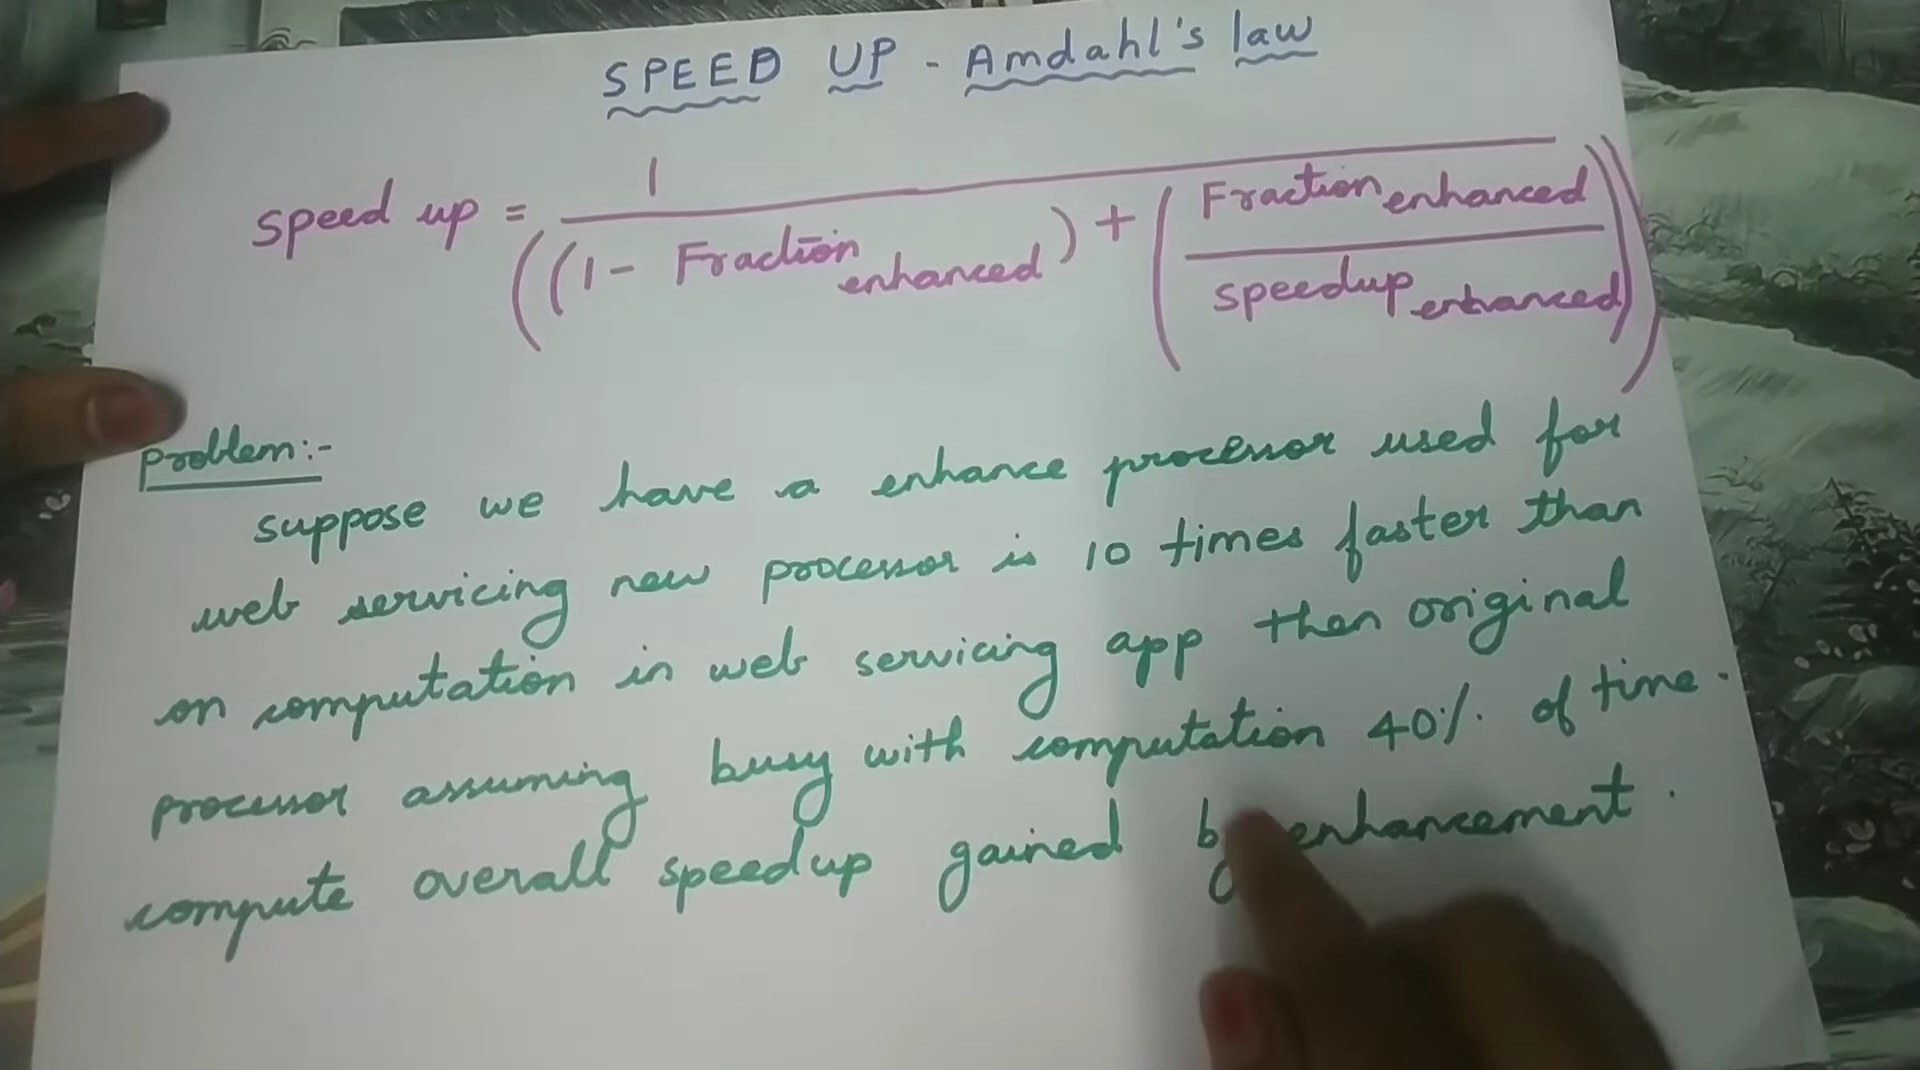 SPEED UP - Amdahl's law
speed up = 1 / ((1 - Fraction enhanced) + (Fraction enhanced / speedup enhanced))
Problem:-
suppose we have a enhance processor used for
web servicing new processor is 10 times faster than
on computation in web servicing app then original
processor assuming busy with computation 40% of time.
compute overall speedup gained by enhancement.